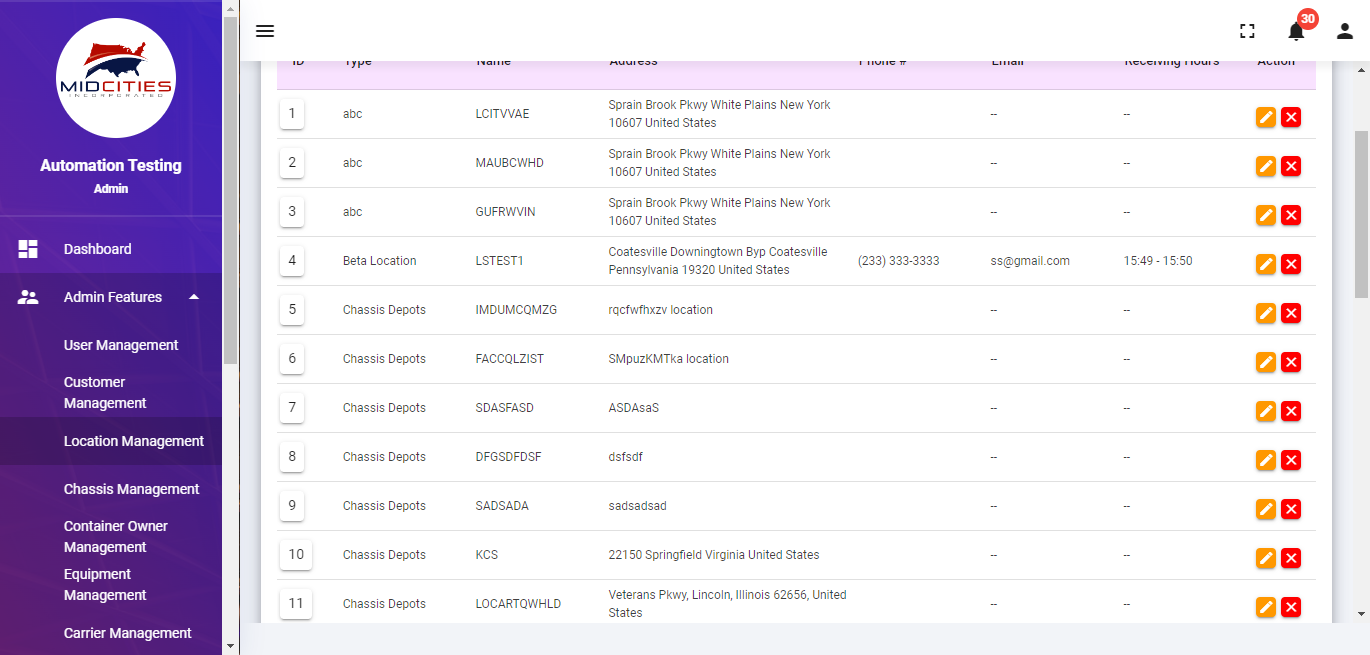 30
MIDCITIES
INCORPORATED
Automation Testing
Admin
Dashboard
Admin Features
User Management
Customer
Management
Location Management
Chassis Management
Container Owner
Management
Equipment
Management
Carrier Management
ID Type Name Address Phone # Email Receiving Hours Action
1 abc LCITVVAE Sprain Brook Pkwy White Plains New York
10607 United States -- --
2 abc MAUBCWHD Sprain Brook Pkwy White Plains New York
10607 United States -- --
3 abc GUFRWVIN Sprain Brook Pkwy White Plains New York
10607 United States -- --
4 Beta Location LSTEST1 Coatesville Downingtown Byp Coatesville
Pennsylvania 19320 United States (233) 333-3333 ss@gmail.com 15:49 - 15:50
5 Chassis Depots IMDUMCQMZG rqcfwfhxzv location -- --
6 Chassis Depots FACCQLZIST SMpuzKMTka location -- --
7 Chassis Depots SDASFASD ASDAsaS -- --
8 Chassis Depots DFGSDFDSF dsfsdf -- --
9 Chassis Depots SADSADA sadsadsad -- --
10 Chassis Depots KCS 22150 Springfield Virginia United States -- --
11 Chassis Depots LOCARTQWHLD Veterans Pkwy, Lincoln, Illinois 62656, United
States -- --